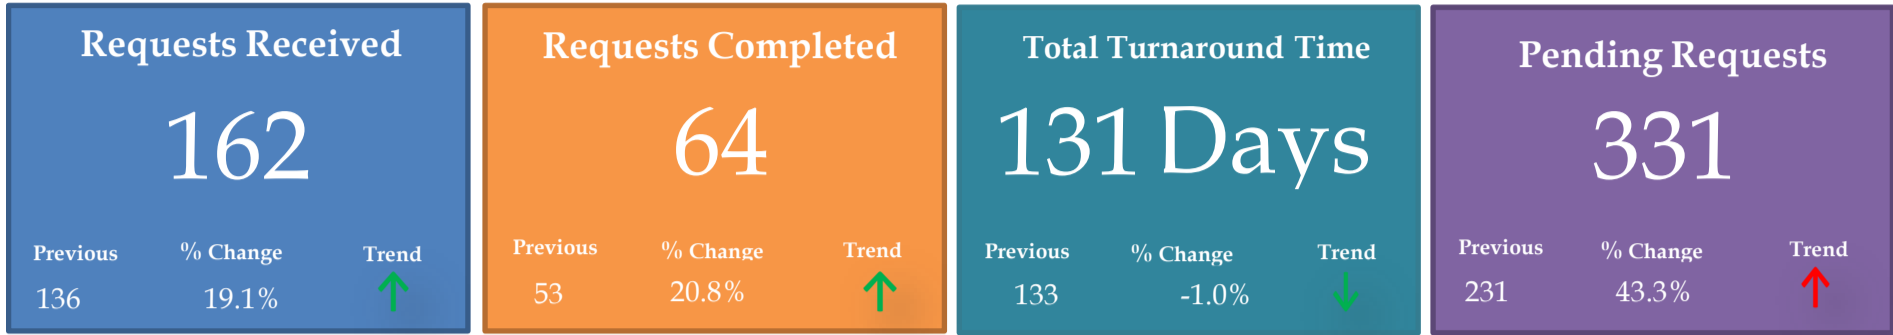 Requests Received
162
Previous % Change Trend
136 19.1%
Requests Completed
64
Previous % Change Trend
53 20.8%
Total Turnaround Time
131 Days
Previous % Change Trend
133 -1.0%
Pending Requests
331
Previous % Change Trend
231 43.3%